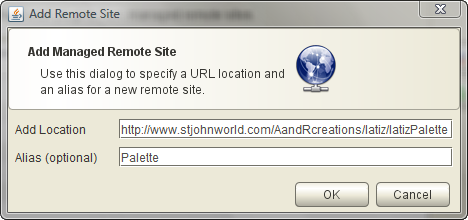 Add Remote Site
Add Managed Remote Site
Use this dialog to specify a URL location and
an alias for a new remote site.
Add Location
http://www.stjohnworld.com/AandRcreations/latiz/latizPalette
Alias (optional)
Palette
OK
Cancel